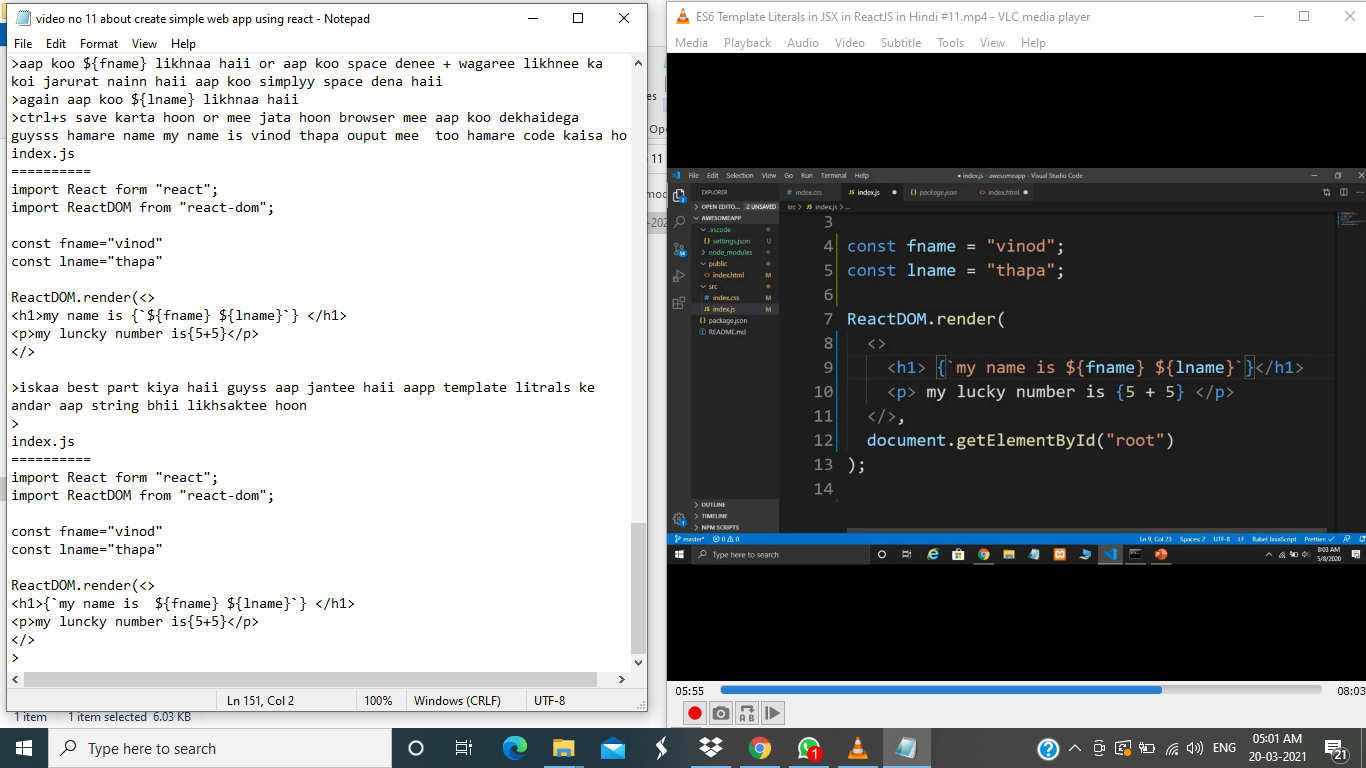 video no 11 about create simple web app using react - Notepad
File Edit Format View Help
>aap koo ${fname} likhnaa haii or aap koo space denee + wagaree likhnee ka
koi jarurat nainn haii aap koo simplyy space dena haii
>again aap koo ${lname} likhnaa haii
>ctrl+s save karta hoon or mee jata hoon browser mee aap koo dekhaidega
guysss hamare name my name is vinod thapa ouput mee  too hamare code kaisa ho
index.js
==========
import React form "react";
import ReactDOM from "react-dom";
const fname="vinod"
const lname="thapa"
ReactDOM.render(<>
<h1>my name is {`${fname} ${lname}`} </h1>
<p>my luncky number is{5+5}</p>
</>
>iskaa best part kiya haii guyss aap jantee haii aapp template litrals ke
andar aap string bhii likhsaktee hoon
>
index.js
==========
import React form "react";
import ReactDOM from "react-dom";
const fname="vinod"
const lname="thapa"
ReactDOM.render(<>
<h1>{`my name is  ${fname} ${lname}`} </h1>
<p>my luncky number is{5+5}</p>
</>
>
Ln 151, Col 2 100% Windows (CRLF) UTF-8
1 item 1 item selected 6.03 KB
es
Op
11
mod
-202
ES6 Template Literals in JSX in ReactJS in Hindi #11.mp4 - VLC media player
Media Playback Audio Video Subtitle Tools View Help
File Edit Selection View Go Run Terminal Help
● index.js - awesomeapp - Visual Studio Code
EXPLORER
OPEN EDITO... 2 UNSAVED
AWESOMEAPP
.vscode
settings.json U
node_modules
public
index.html M
src
index.css M
index.js M
package.json
README.md
OUTLINE
TIMELINE
NPM SCRIPTS
index.css
index.js
package.json
index.html
src > JS index.js > ...
3
4 const fname = "vinod";
5 const lname = "thapa";
6
7 ReactDOM.render(
8 <>
9 <h1> {`my name is ${fname} ${lname}`}</h1>
10 <p> my lucky number is {5 + 5} </p>
11 </>,
12 document.getElementById("root")
13 );
14
master* 0 0 Ln 9, Col 23 Spaces: 2 UTF-8 LF Babel JavaScript Prettier
Type here to search
8:03 AM
5/8/2020
05:55 08:03
Type here to search
1
ENG
05:01 AM
20-03-2021
21